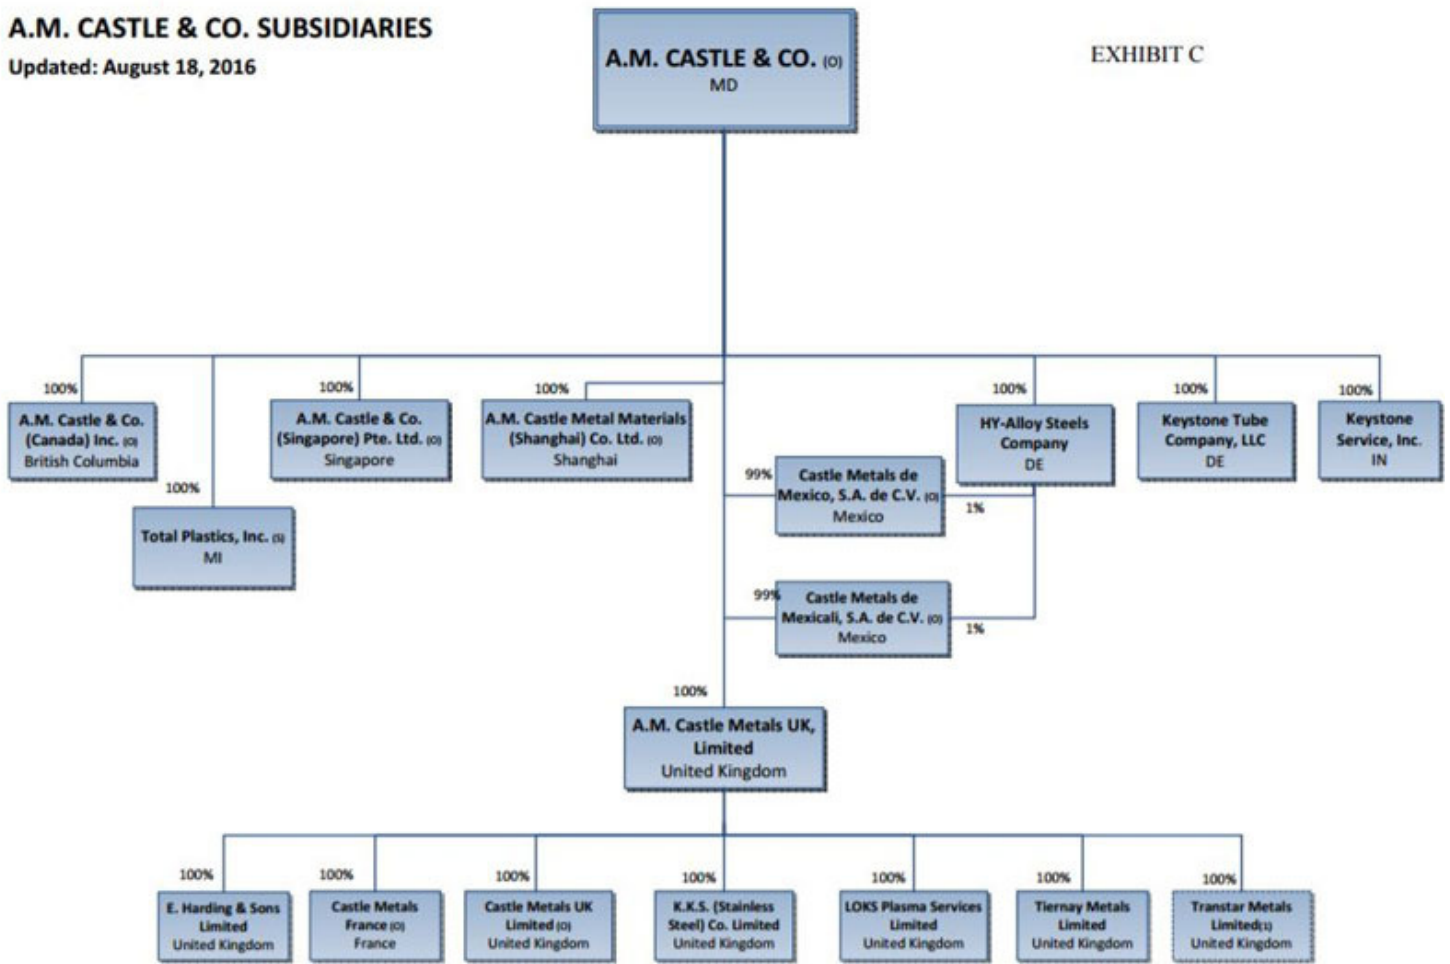 A.M. CASTLE & CO. SUBSIDIARIES
Updated: August 18, 2016
A.M. CASTLE & CO. (O)
MD
EXHIBIT C
100%
A.M. Castle & Co.
(Canada) Inc. (O)
British Columbia
100%
Total Plastics, Inc. (S)
MI
100%
A.M. Castle & Co.
(Singapore) Pte. Ltd. (O)
Singapore
100%
A.M. Castle Metal Materials
(Shanghai) Co. Ltd. (O)
Shanghai
100%
HY-Alloy Steels
Company
DE
100%
Keystone Tube
Company, LLC
DE
100%
Keystone
Service, Inc.
IN
99%
Castle Metals de
Mexico, S.A. de C.V. (O)
Mexico
1%
99%
Castle Metals de
Mexicali, S.A. de C.V. (O)
Mexico
1%
100%
A.M. Castle Metals UK,
Limited
United Kingdom
100%
E. Harding & Sons
Limited
United Kingdom
100%
Castle Metals
France (O)
France
100%
Castle Metals UK
Limited (O)
United Kingdom
100%
K.K.S. (Stainless
Steel) Co. Limited
United Kingdom
100%
LOKS Plasma Services
Limited
United Kingdom
100%
Tiernay Metals
Limited
United Kingdom
100%
Transtar Metals
Limited(1)
United Kingdom